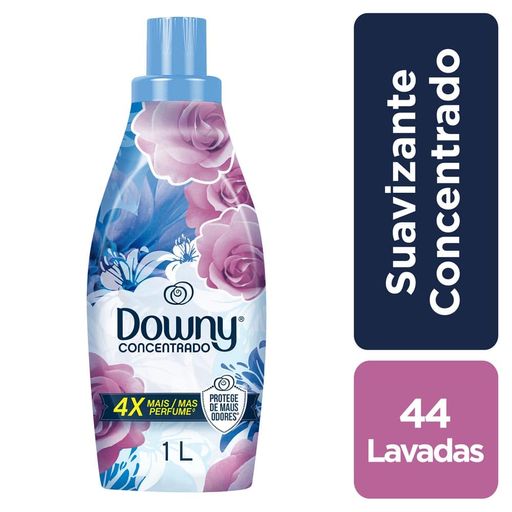 Downy®
CONCENTRADO
4X MAIS / MAS
PERFUME◊
PROTEGE
DE MAUS
ODORES*
1 L
Suavizante
Concentrado
44
Lavadas